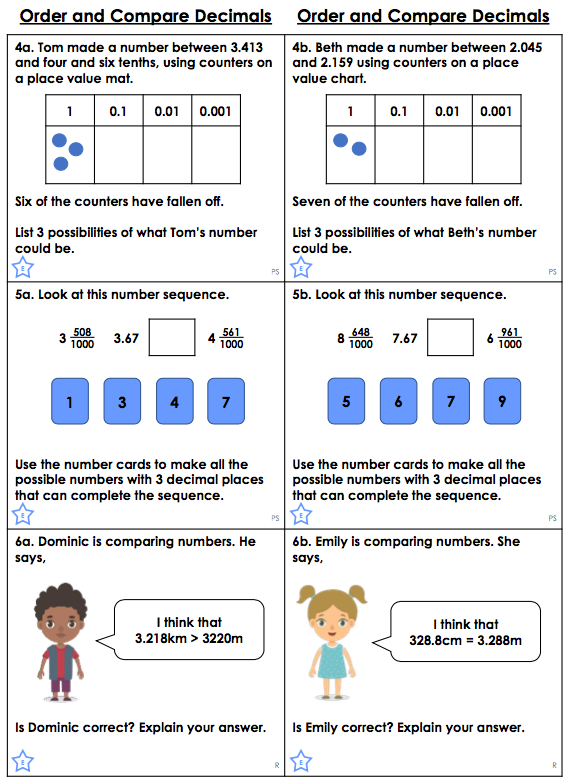 Order and Compare Decimals
Order and Compare Decimals
4a. Tom made a number between 3.413
and four and six tenths, using counters on
a place value mat.
1 0.1 0.01 0.001
Six of the counters have fallen off.
List 3 possibilities of what Tom's number
could be.
E
PS
4b. Beth made a number between 2.045
and 2.159 using counters on a place
value chart.
1 0.1 0.01 0.001
Seven of the counters have fallen off.
List 3 possibilities of what Beth's number
could be.
E
PS
5a. Look at this number sequence.
3 508/1000 3.67 4 561/1000
1 3 4 7
Use the number cards to make all the
possible numbers with 3 decimal places
that can complete the sequence.
E
PS
5b. Look at this number sequence.
8 648/1000 7.67 6 961/1000
5 6 7 9
Use the number cards to make all the
possible numbers with 3 decimal places
that can complete the sequence.
E
PS
6a. Dominic is comparing numbers. He
says,
I think that
3.218km > 3220m
Is Dominic correct? Explain your answer.
E
R
6b. Emily is comparing numbers. She
says,
I think that
328.8cm = 3.288m
Is Emily correct? Explain your answer.
E
R